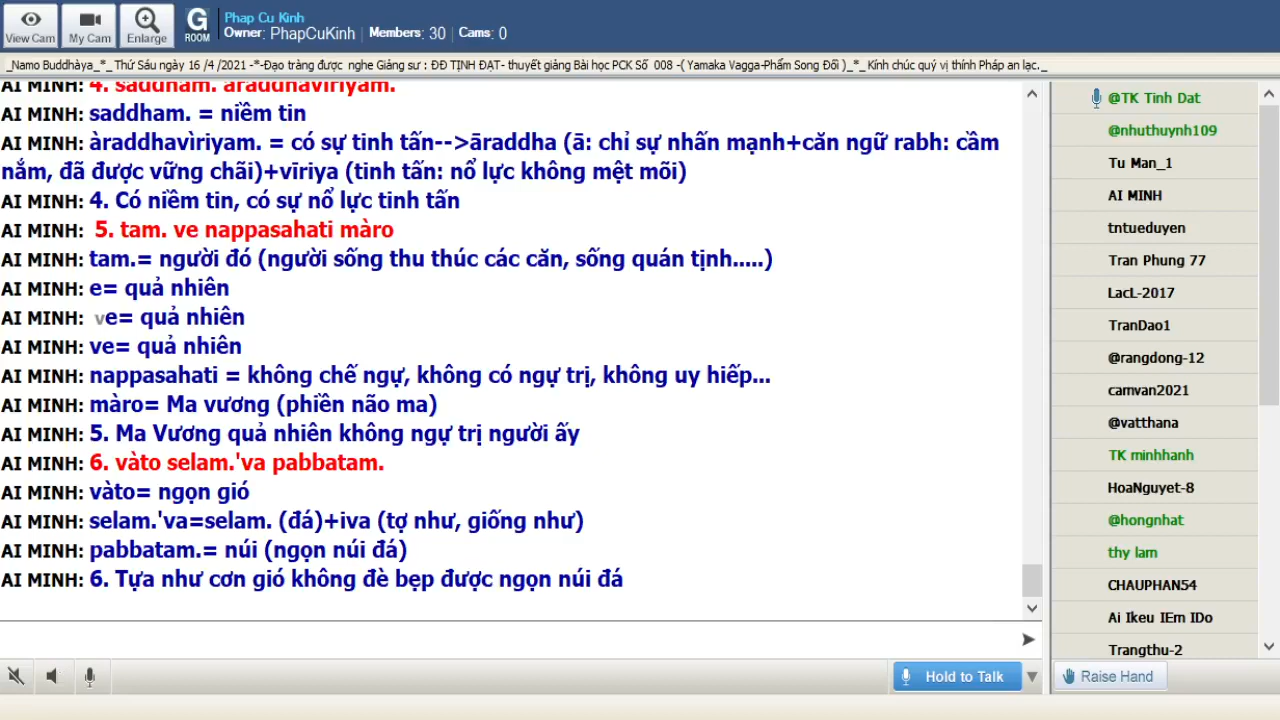 Phap Cu Kinh
Owner: PhapCuKinh | Members: 30 | Cams: 0
View Cam
My Cam
Enlarge
G ROOM
_Namo Buddhàya_*_ Thứ Sáu ngày 16 /4 /2021 -*-Đạo tràng được nghe Giảng sư : ĐĐ TỊNH ĐẠT- thuyết giảng Bài học PCK Số 008 -( Yamaka Vagga-Phẩm Song Đối )_*_ Kính chúc quý vị thính Pháp an lạc._
AI MINH: 4. saddham. àraddhavìriyam.
AI MINH: saddham. = niềm tin
AI MINH: àraddhavìriyam. = có sự tinh tấn-->āraddha (ā: chỉ sự nhấn mạnh+căn ngữ rabh: cầm
nắm, đã được vững chãi)+vīriya (tinh tấn: nổ lực không mệt mõi)
AI MINH: 4. Có niềm tin, có sự nổ lực tinh tấn
AI MINH: 5. tam. ve nappasahati màro
AI MINH: tam.= người đó (người sống thu thúc các căn, sống quán tịnh.....)
AI MINH: e= quả nhiên
AI MINH: ve= quả nhiên
AI MINH: ve= quả nhiên
AI MINH: nappasahati = không chế ngự, không có ngự trị, không uy hiếp...
AI MINH: màro= Ma vương (phiền não ma)
AI MINH: 5. Ma Vương quả nhiên không ngự trị người ấy
AI MINH: 6. vàto selam.'va pabbatam.
AI MINH: vàto= ngọn gió
AI MINH: selam.'va=selam. (đá)+iva (tợ như, giống như)
AI MINH: pabbatam.= núi (ngọn núi đá)
AI MINH: 6. Tựa như cơn gió không đè bẹp được ngọn núi đá
@TK Tinh Dat
@nhuthuynh109
Tu Man_1
AI MINH
tntueduyen
Tran Phung 77
LacL-2017
TranDao1
@rangdong-12
camvan2021
@vatthana
TK minhhanh
HoaNguyet-8
@hongnhat
thy lam
CHAUPHAN54
Ai Ikeu IEm IDo
Trangthu-2
Hold to Talk
Raise Hand